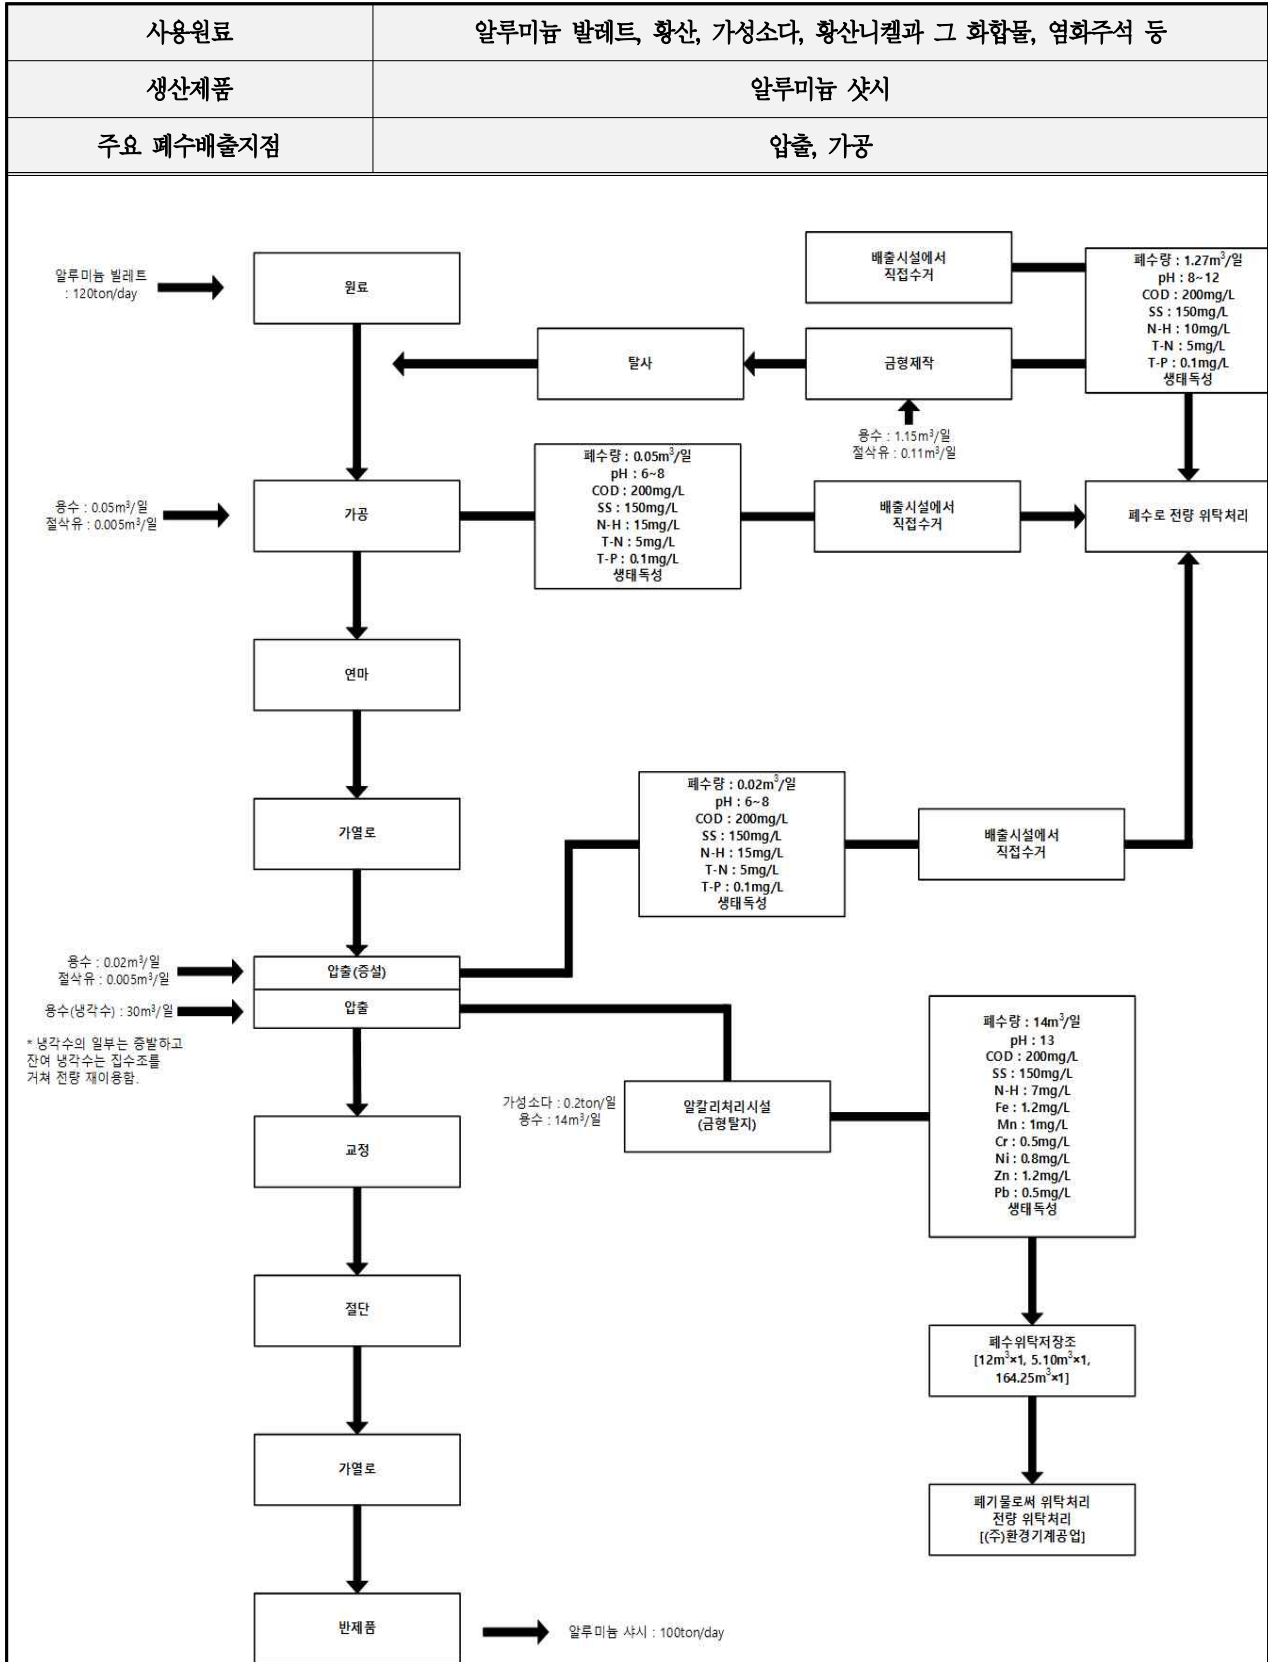 사용원료
알루미늄 발레트, 황산, 가성소다, 황산니켈과 그 화합물, 염화주석 등
생산제품
알루미늄 샷시
주요 폐수배출지점
압출, 가공
알루미늄 빌레트
: 120ton/day
원료
배출시설에서
직접수거
폐수량 : 1.27m³/일
pH : 8~12
COD : 200mg/L
SS : 150mg/L
N-H : 10mg/L
T-N : 5mg/L
T-P : 0.1mg/L
생태독성
탈사
금형제작
용수 : 1.15m³/일
절삭유 : 0.11m³/일
용수 : 0.05m³/일
절삭유 : 0.005m³/일
가공
폐수량 : 0.05m³/일
pH : 6~8
COD : 200mg/L
SS : 150mg/L
N-H : 15mg/L
T-N : 5mg/L
T-P : 0.1mg/L
생태독성
배출시설에서
직접수거
폐수로 전량 위탁처리
연마
가열로
폐수량 : 0.02m³/일
pH : 6~8
COD : 200mg/L
SS : 150mg/L
N-H : 15mg/L
T-N : 5mg/L
T-P : 0.1mg/L
생태독성
배출시설에서
직접수거
용수 : 0.02m³/일
절삭유 : 0.005m³/일
압출(증설)
용수(냉각수) : 30m³/일
압출
* 냉각수의 일부는 증발하고
잔여 냉각수는 집수조를
거쳐 전량 재이용함.
가성소다 : 0.2ton/일
용수 : 14m³/일
알칼리처리시설
(금형탈지)
폐수량 : 14m³/일
pH : 13
COD : 200mg/L
SS : 150mg/L
N-H : 7mg/L
Fe : 1.2mg/L
Mn : 1mg/L
Cr : 0.5mg/L
Ni : 0.8mg/L
Zn : 1.2mg/L
Pb : 0.5mg/L
생태독성
교정
절단
폐수위탁저장조
[12m³×1, 5.10m³×1,
164.25m³×1]
가열로
폐기물로써 위탁처리
전량 위탁처리
[(주)환경기계공업]
반제품
알루미늄 샤시 : 100ton/day